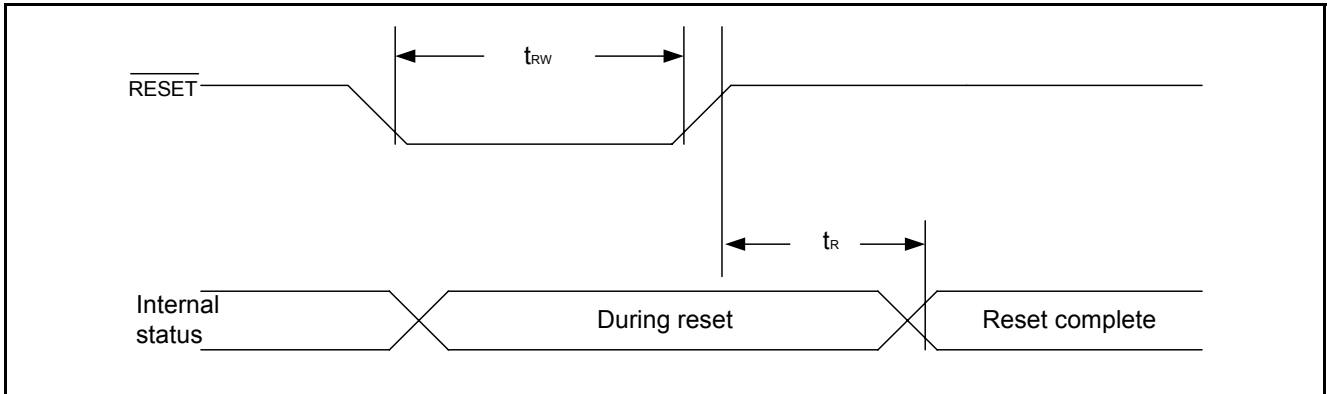 tRW
RESET
tR
Internal
status
During reset
Reset complete